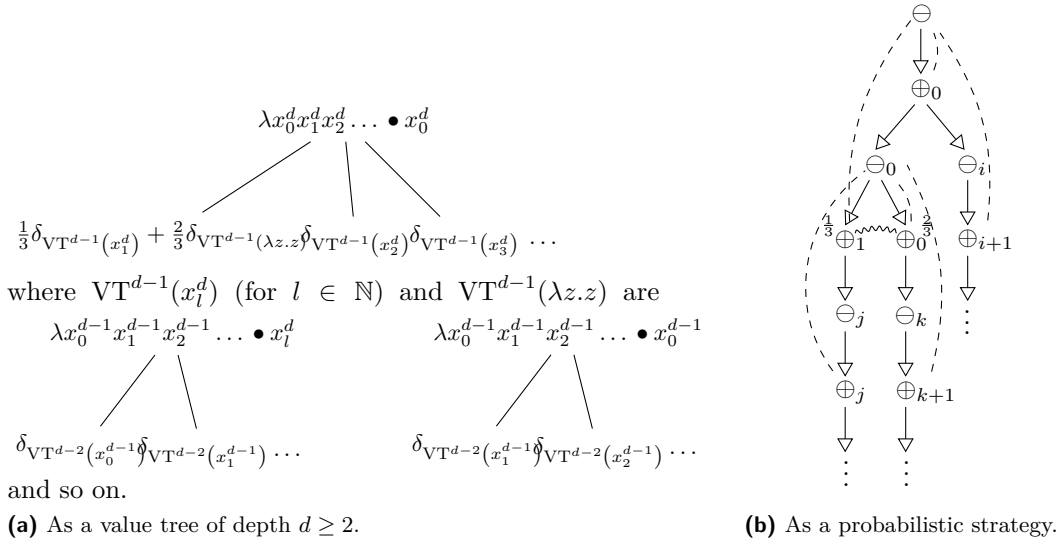 λx_0^d x_1^d x_2^d … • x_0^d
1/3 δ_{VT^{d−1}(x_1^d)} + 2/3 δ_{VT^{d−1}(λz.z)} δ_{VT^{d−1}(x_2^d)} δ_{VT^{d−1}(x_3^d)} …
where VT^{d−1}(x_l^d) (for l ∈ ℕ) and VT^{d−1}(λz.z) are
λx_0^{d−1} x_1^{d−1} x_2^{d−1} … • x_l^d
λx_0^{d−1} x_1^{d−1} x_2^{d−1} … • x_0^{d−1}
δ_{VT^{d−2}(x_0^{d−1})} δ_{VT^{d−2}(x_1^{d−1})} …
δ_{VT^{d−2}(x_1^{d−1})} δ_{VT^{d−2}(x_2^{d−1})} …
and so on.
(a) As a value tree of depth d ≥ 2.
⊖
⊕_0
⊖_0 ⊖_i
1/3 ⊕_1 ⊕_0 2/3 ⊕_{i+1}
⊖_j ⊖_k ⋮
⊕_j ⊕_{k+1}
⋮ ⋮
(b) As a probabilistic strategy.